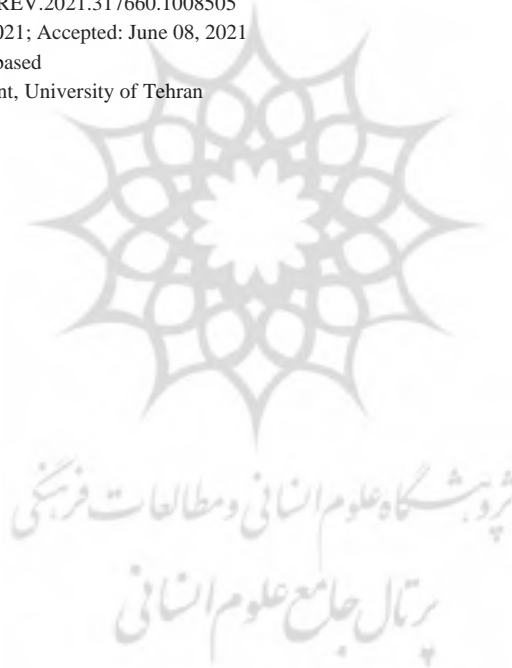 REV.2021.317660.1008505
021; Accepted: June 08, 2021
based
nt, University of Tehran
پژوهشگاه علوم انسانی و مطالعات فرهنگی
پرتال جامع علوم انسانی